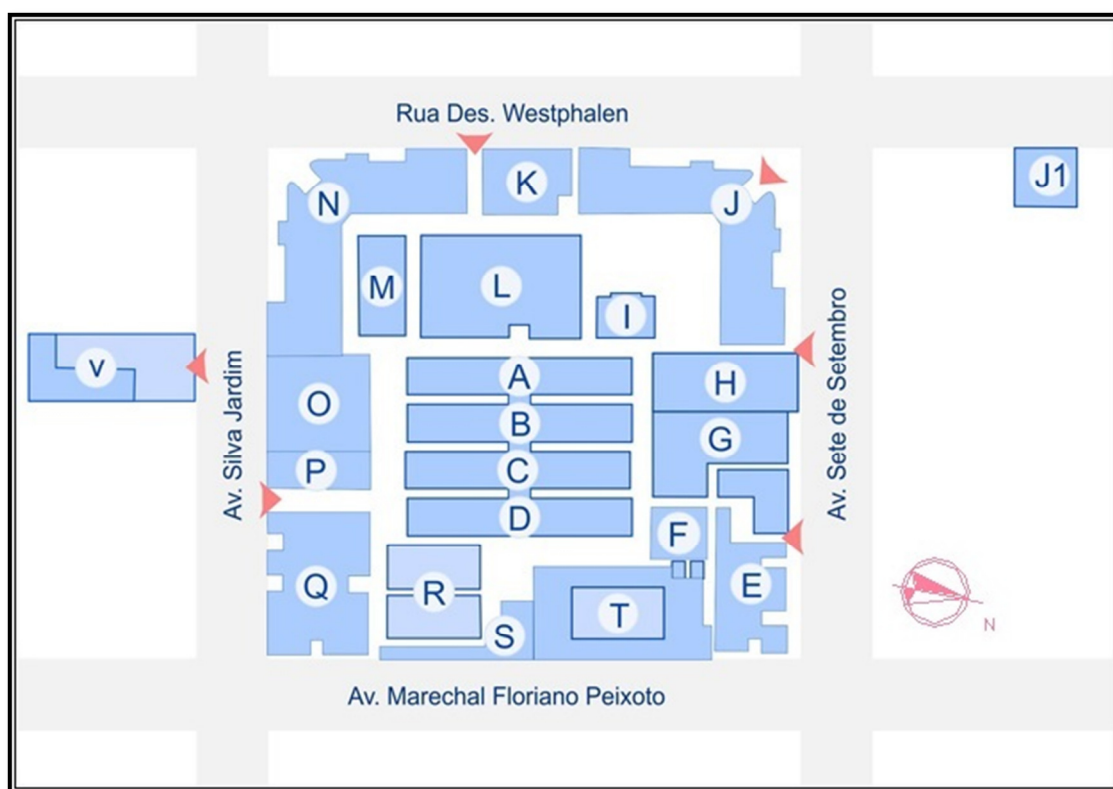 Rua Des. Westphalen
K
J1
N
J
M
L
I
Av. Silva Jardim
Av. Sete de Setembro
v
A
H
O
B
G
P
C
D
F
Q
R
E
T
S
N
Av. Marechal Floriano Peixoto